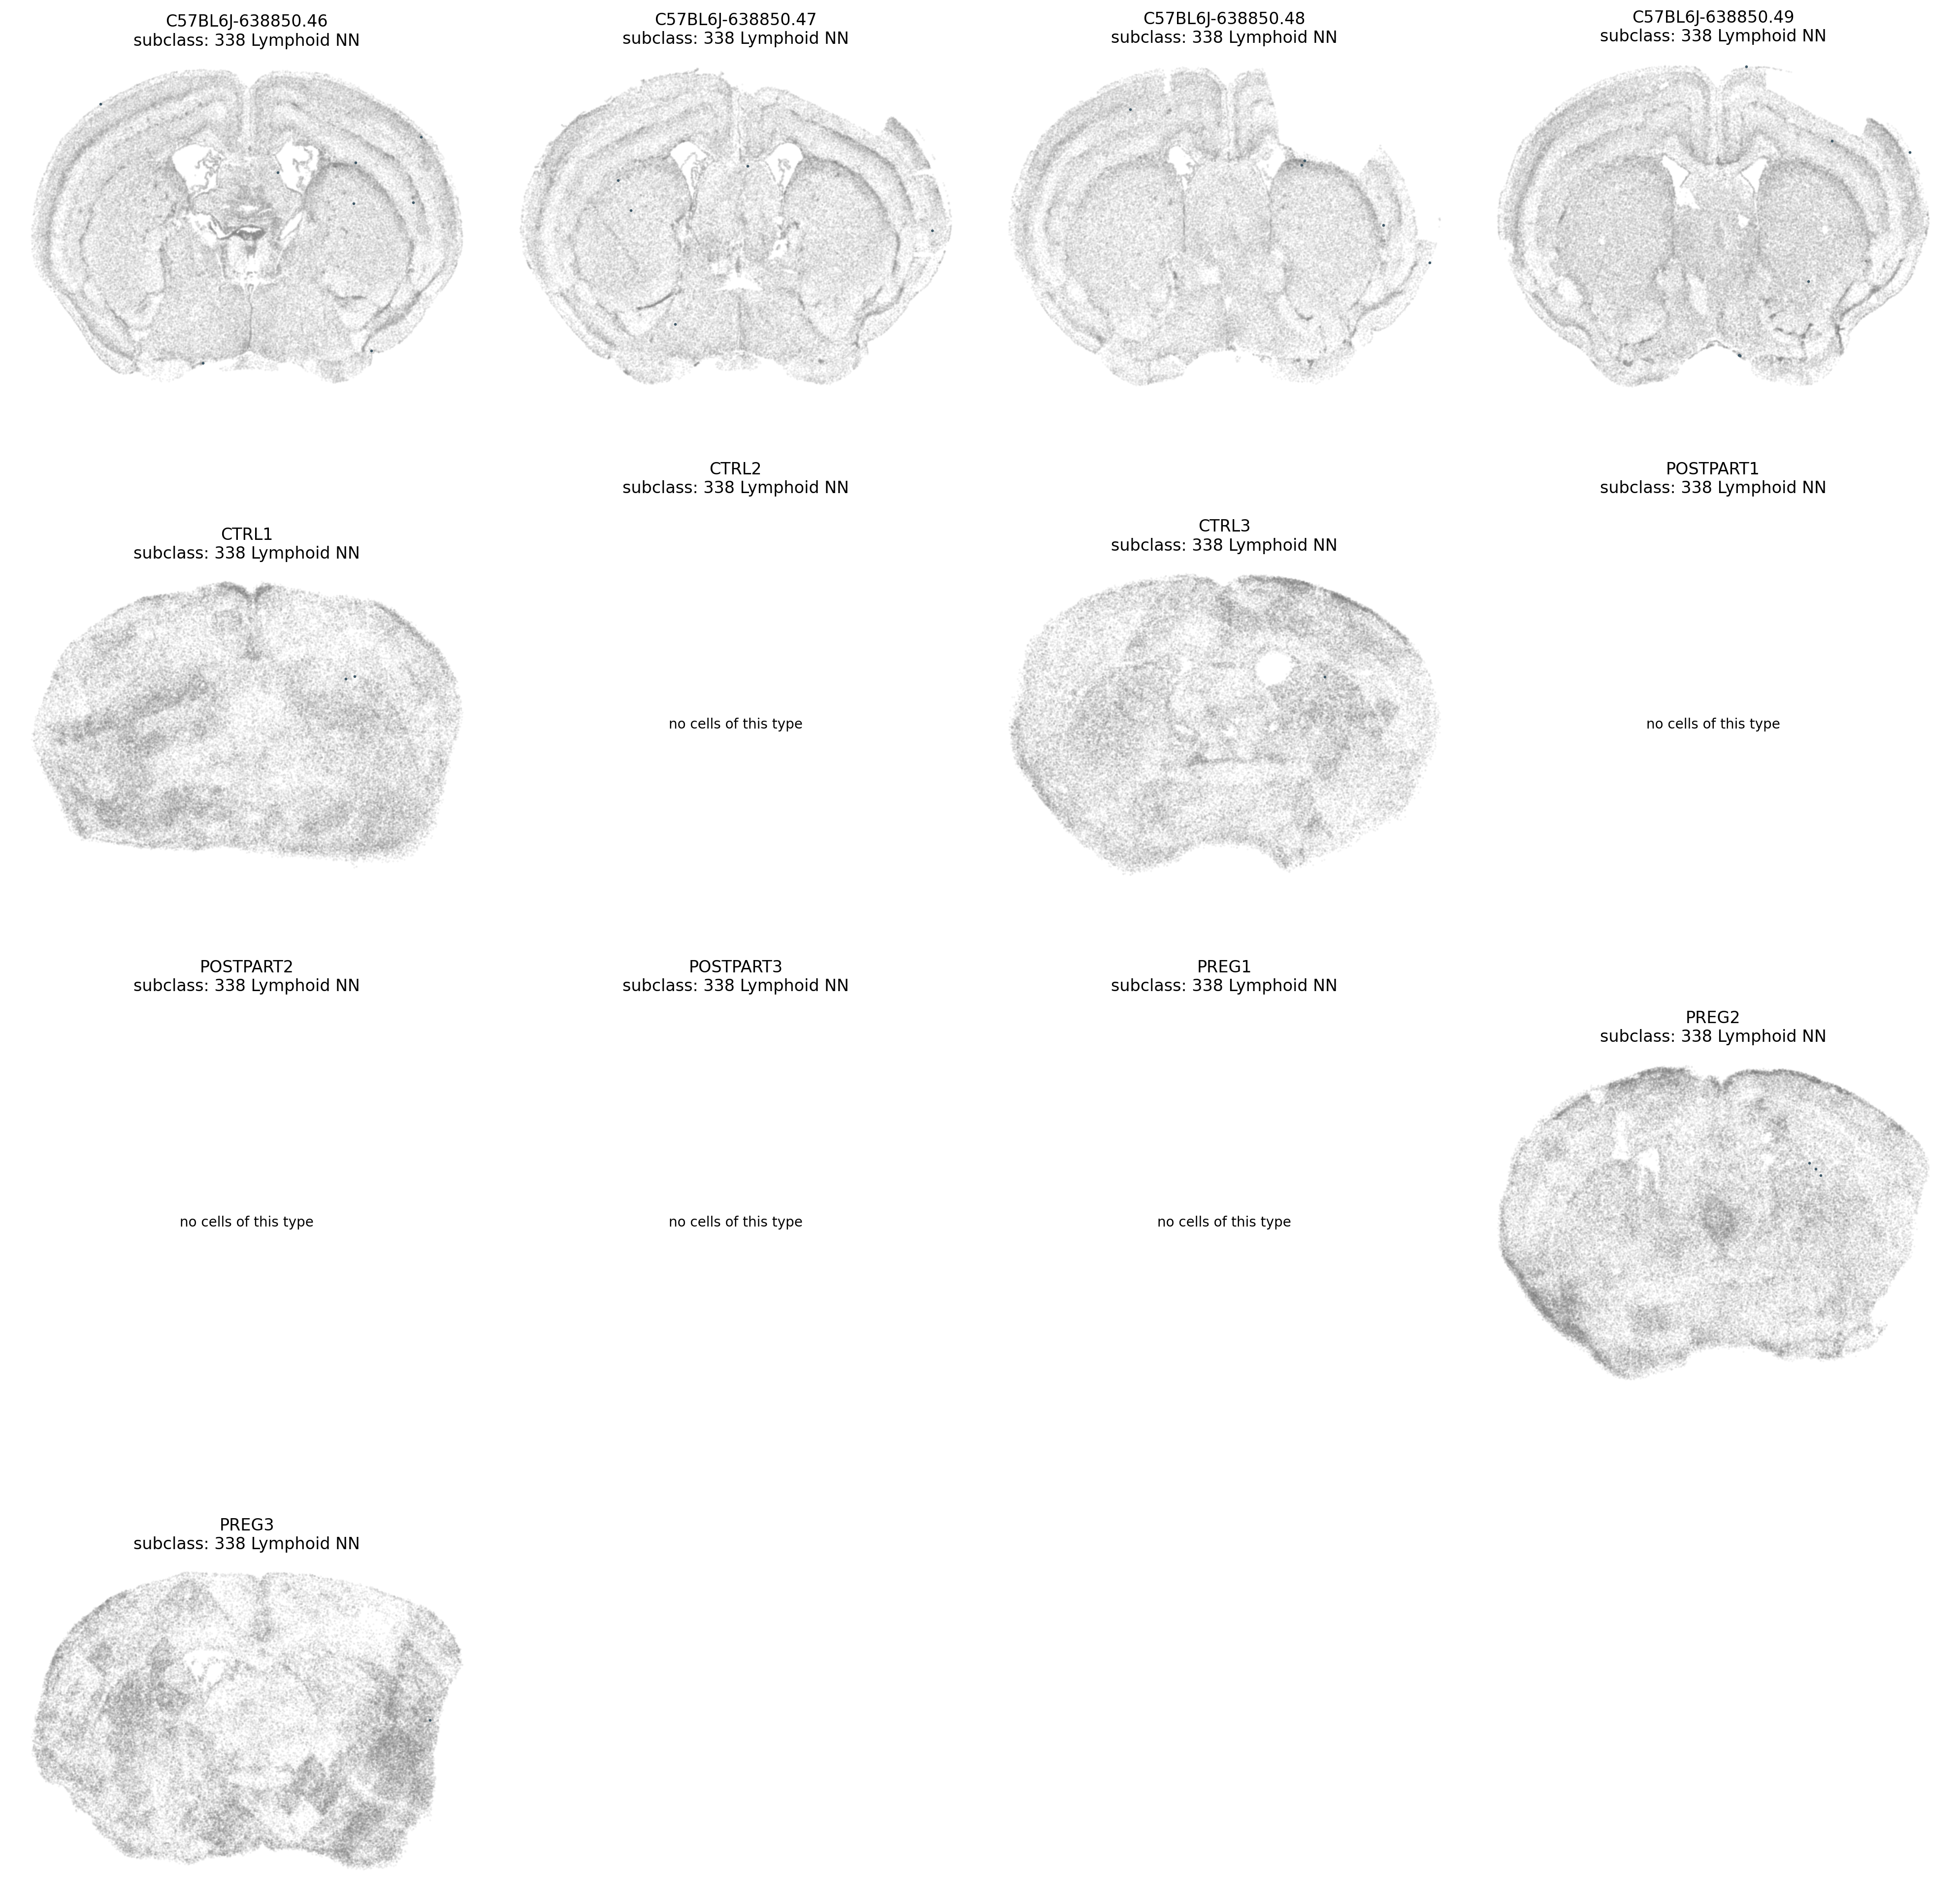 C57BL6J-638850.46
subclass: 338 Lymphoid NN
C57BL6J-638850.47
subclass: 338 Lymphoid NN
C57BL6J-638850.48
subclass: 338 Lymphoid NN
C57BL6J-638850.49
subclass: 338 Lymphoid NN
CTRL1
subclass: 338 Lymphoid NN
CTRL2
subclass: 338 Lymphoid NN
no cells of this type
CTRL3
subclass: 338 Lymphoid NN
POSTPART1
subclass: 338 Lymphoid NN
no cells of this type
POSTPART2
subclass: 338 Lymphoid NN
no cells of this type
POSTPART3
subclass: 338 Lymphoid NN
no cells of this type
PREG1
subclass: 338 Lymphoid NN
no cells of this type
PREG2
subclass: 338 Lymphoid NN
PREG3
subclass: 338 Lymphoid NN